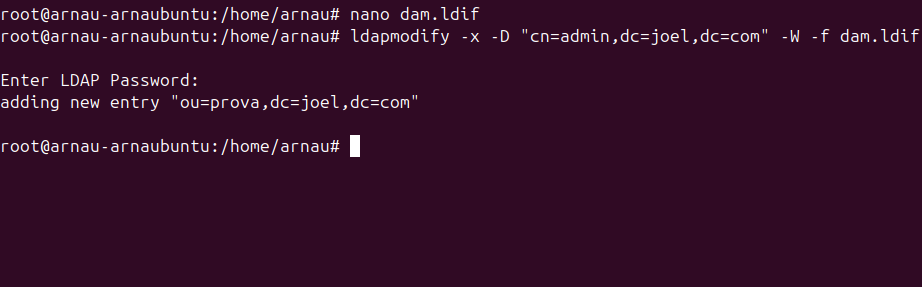 root@arnau-arnaubuntu:/home/arnau# nano dam.ldif
root@arnau-arnaubuntu:/home/arnau# ldapmodify -x -D "cn=admin,dc=joel,dc=com" -W -f dam.ldif
Enter LDAP Password:
adding new entry "ou=prova,dc=joel,dc=com"
root@arnau-arnaubuntu:/home/arnau#